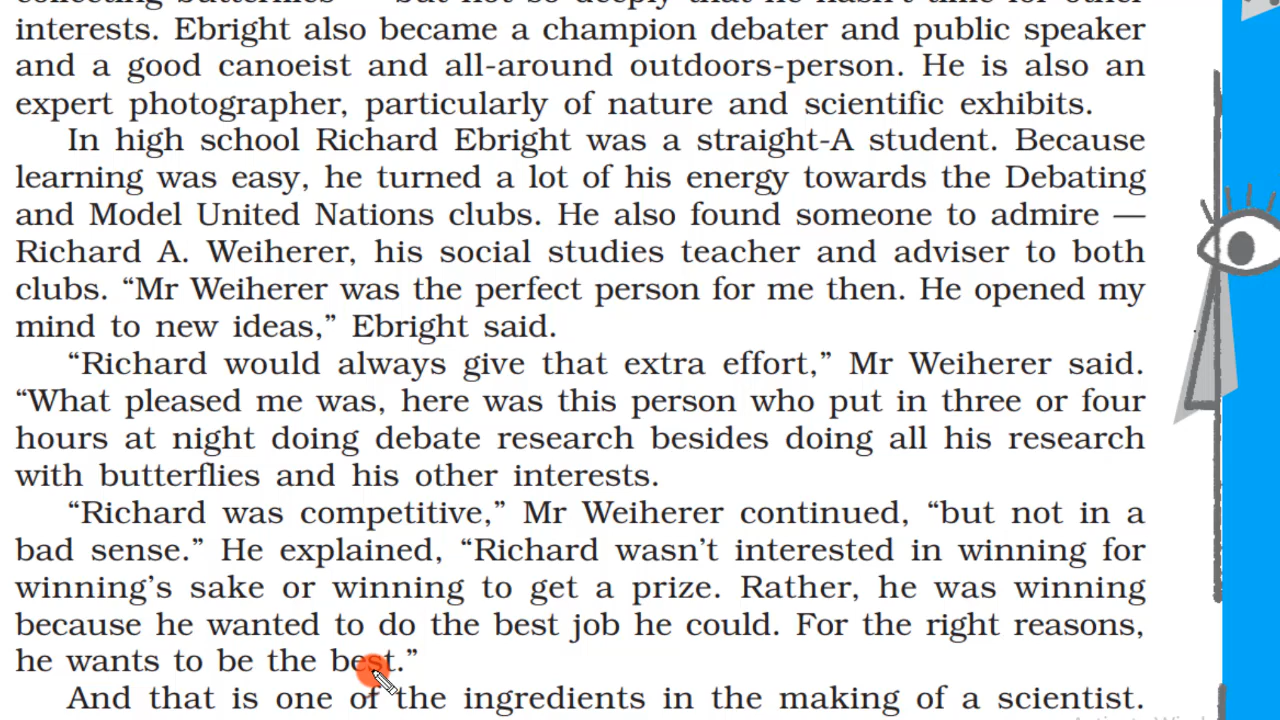 interests. Ebright also became a champion debater and public speaker
and a good canoeist and all-around outdoors-person. He is also an
expert photographer, particularly of nature and scientific exhibits.
In high school Richard Ebright was a straight-A student. Because
learning was easy, he turned a lot of his energy towards the Debating
and Model United Nations clubs. He also found someone to admire —
Richard A. Weiherer, his social studies teacher and adviser to both
clubs. “Mr Weiherer was the perfect person for me then. He opened my
mind to new ideas,” Ebright said.
“Richard would always give that extra effort,” Mr Weiherer said.
“What pleased me was, here was this person who put in three or four
hours at night doing debate research besides doing all his research
with butterflies and his other interests.
“Richard was competitive,” Mr Weiherer continued, “but not in a
bad sense.” He explained, “Richard wasn't interested in winning for
winning's sake or winning to get a prize. Rather, he was winning
because he wanted to do the best job he could. For the right reasons,
he wants to be the best.”
And that is one of the ingredients in the making of a scientist.